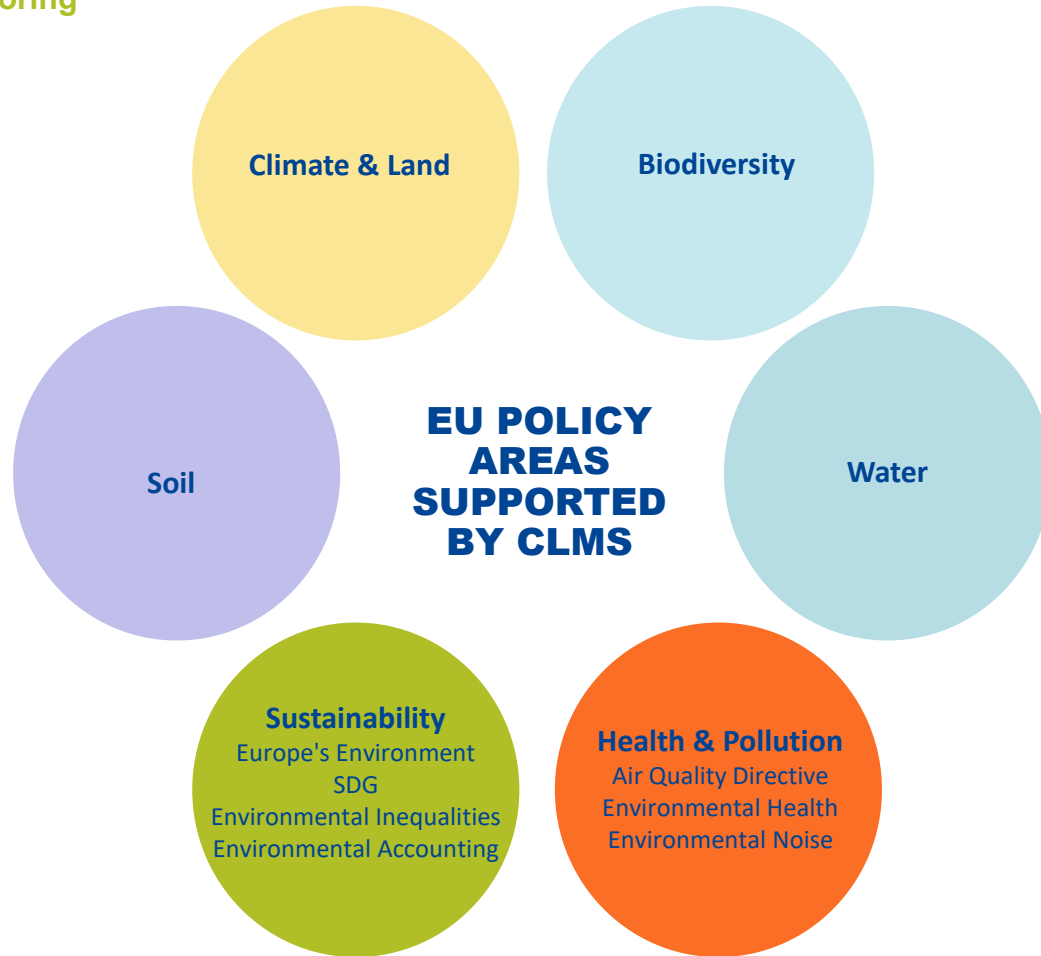 Climate & Land
Biodiversity
EU POLICY
AREAS
SUPPORTED
BY CLMS
Soil
Water
Sustainability
Europe's Environment
SDG
Environmental Inequalities
Environmental Accounting
Health & Pollution
Air Quality Directive
Environmental Health
Environmental Noise